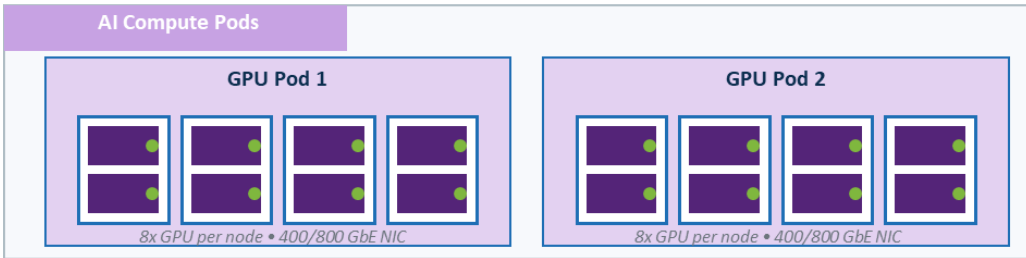 AI Compute Pods
GPU Pod 1
GPU Pod 2
8x GPU per node • 400/800 GbE NIC
8x GPU per node • 400/800 GbE NIC